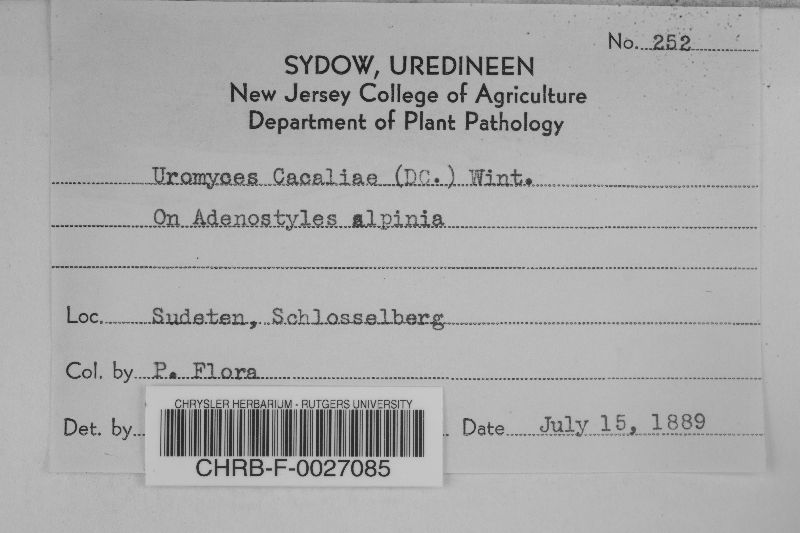 No. 252
SYDOW, UREDINEEN
New Jersey College of Agriculture
Department of Plant Pathology
Uromyces Cacaliae (DC.) Wint.
On Adenostyles alpinia
Loc. Sudeten, Schlosselberg
Col. by P. Flora
CHRYSLER HERBARIUM - RUTGERS UNIVERSITY
Det. by Date July 15, 1889
CHRB-F-0027085